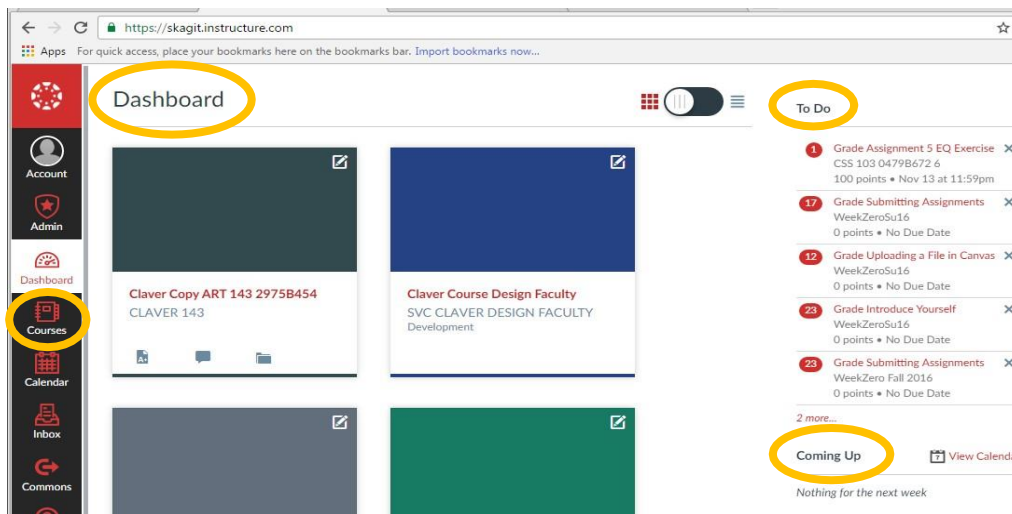 https://skagit.instructure.com
Apps For quick access, place your bookmarks here on the bookmarks bar. Import bookmarks now...
Account
Admin
Dashboard
Courses
Calendar
Inbox
Commons
Dashboard
Claver Copy ART 143 2975B454
CLAVER 143
Claver Course Design Faculty
SVC CLAVER DESIGN FACULTY
Development
To Do
1 Grade Assignment 5 EQ Exercise
CSS 103 0479B672 6
100 points • Nov 13 at 11:59pm
17 Grade Submitting Assignments
WeekZeroSu16
0 points • No Due Date
12 Grade Uploading a File in Canvas
WeekZeroSu16
0 points • No Due Date
23 Grade Introduce Yourself
WeekZeroSu16
0 points • No Due Date
23 Grade Submitting Assignments
WeekZero Fall 2016
0 points • No Due Date
2 more...
Coming Up
7 View Calend
Nothing for the next week